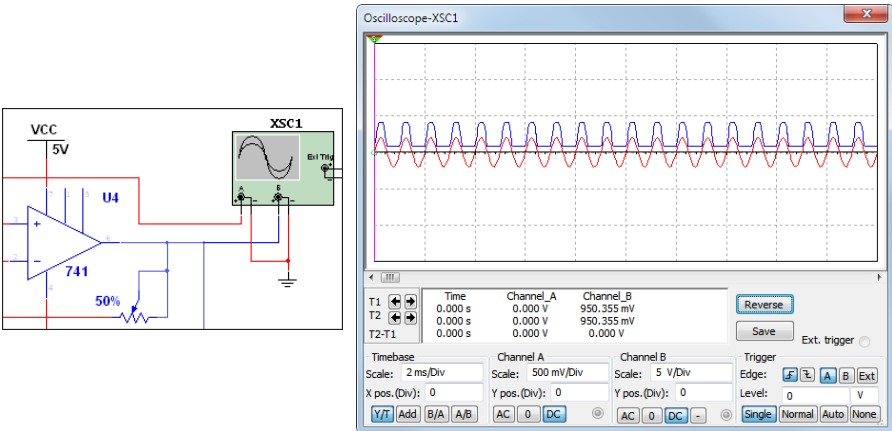 VCC
5V
U4
3
2
6
4
741
50%
XSC1
Ext Trig
+
A
B
+ - + -
Oscilloscope-XSC1
Time Channel_A Channel_B
T1 0.000 s 0.000 V 950.355 mV
T2 0.000 s 0.000 V 950.355 mV
T2-T1 0.000 s 0.000 V 0.000 V
Reverse
Save
Ext. trigger
Timebase
Scale: 2 ms/Div
X pos.(Div): 0
Y/T Add B/A A/B
Channel A
Scale: 500 mV/Div
Y pos.(Div): 0
AC 0 DC
Channel B
Scale: 5 V/Div
Y pos.(Div): 0
AC 0 DC -
Trigger
Edge: A B Ext
Level: 0 V
Single Normal Auto None